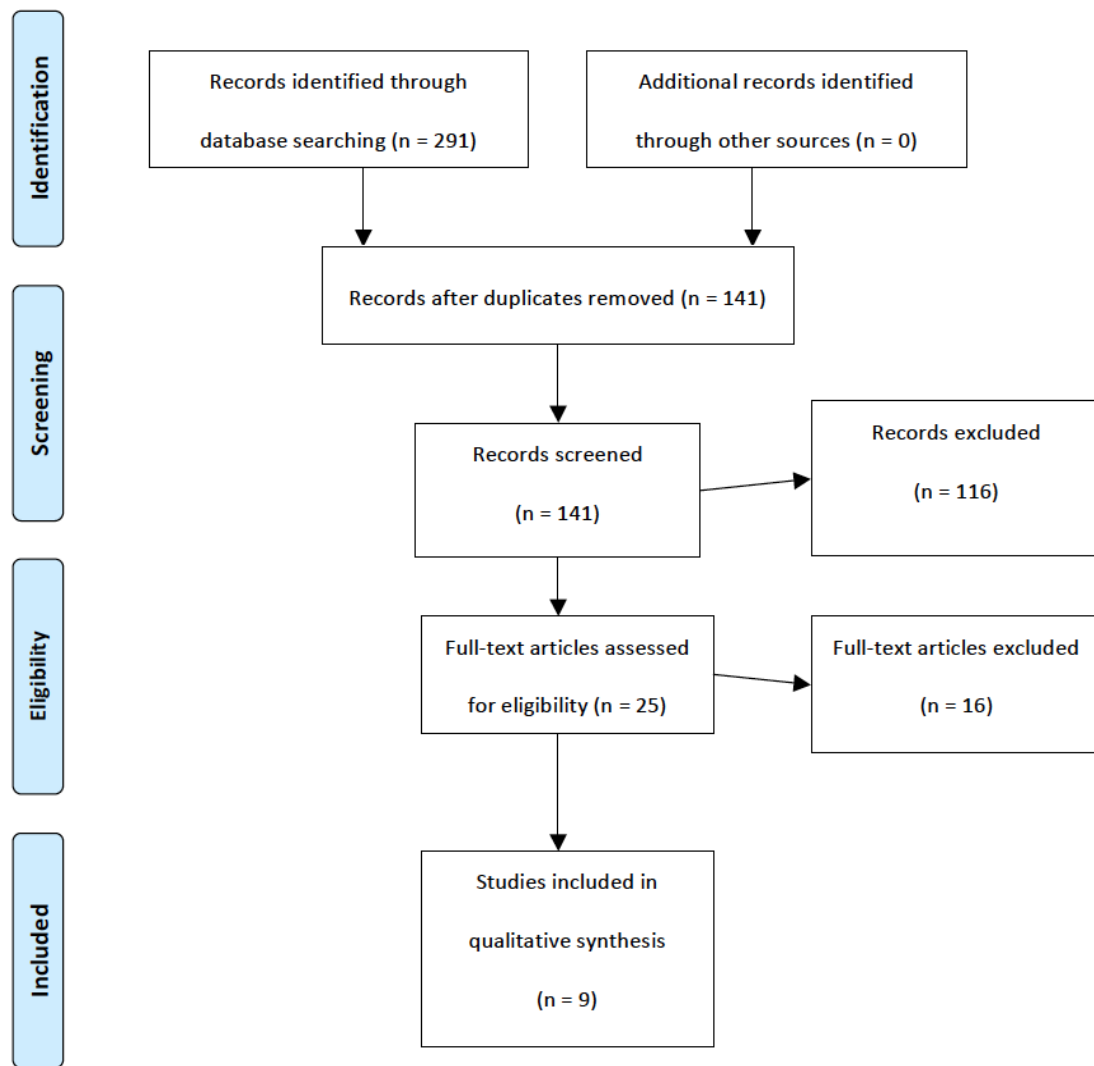 Identification
Records identified through
database searching (n = 291)
Additional records identified
through other sources (n = 0)
Records after duplicates removed (n = 141)
Screening
Records screened
(n = 141)
Records excluded
(n = 116)
Eligibility
Full-text articles assessed
for eligibility (n = 25)
Full-text articles excluded
(n = 16)
Included
Studies included in
qualitative synthesis
(n = 9)